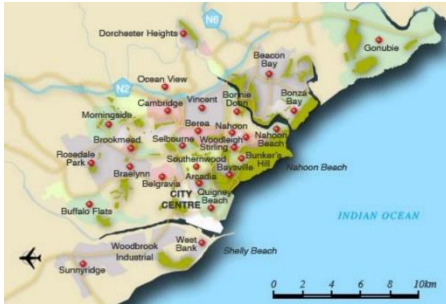 N6
Dorchester Heights
Gonubie
Beacon
Bay
Ocean View
N2
Bonza
Bay
Cambridge
Vincent
Bonnie
Doon
Morningside
Berea
Nahoon
Nahoon
Beach
Brookmead
Selbourne
Woodleigh
Stirling
Rosedale
Park
Southernwood
Bunker's
Hill
Nahoon Beach
Braelynn
Belgravia
Arcadia
Baysville
CITY
CENTRE
Quigney
Beach
Buffalo Flats
INDIAN OCEAN
Woodbrook
Industrial
West
Bank
Shelly Beach
Sunnyridge
0 2 4 6 8 10km